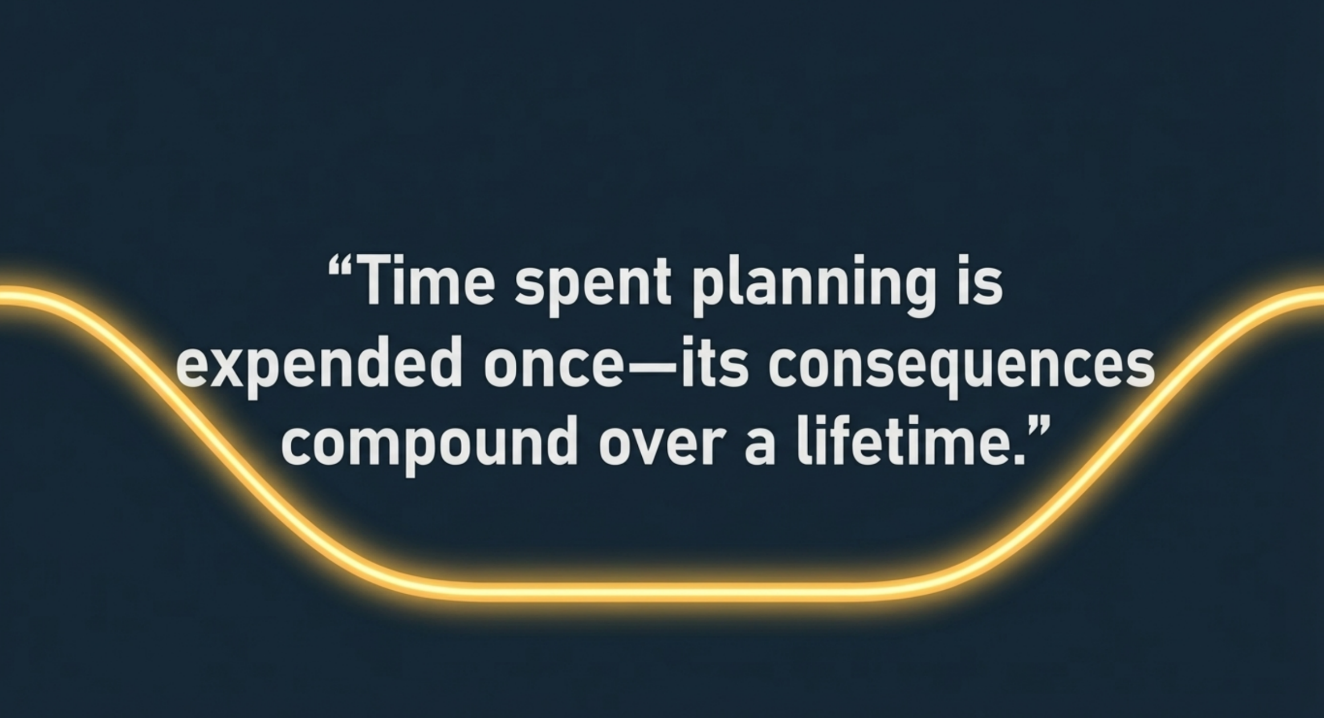 “Time spent planning is
expended once—its consequences
compound over a lifetime.”